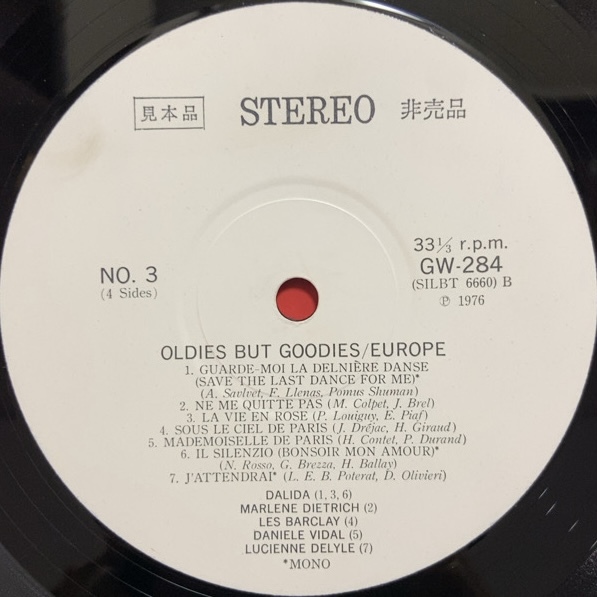 見本品 STEREO 非売品
33⅓ r.p.m.
NO. 3 GW-284
(4 Sides) (SILBT 6660) B
℗ 1976
OLDIES BUT GOODIES/EUROPE
1. GUARDE-MOI LA DELNIÈRE DANSE
(SAVE THE LAST DANCE FOR ME)*
(A. Savlvet, E. Llenas, Pomus Shuman)
2. NE ME QUITTE PAS (M. Colpet, J. Brel)
3. LA VIE EN ROSE (P. Louiguy, E. Piaf)
4. SOUS LE CIEL DE PARIS (J. Dréjac, H. Giraud)
5. MADEMOISELLE DE PARIS (H. Contet, P. Durand)
6. IL SILENZIO (BONSOIR MON AMOUR)*
(N. Rosso, G. Brezza, H. Ballay)
7. J'ATTENDRAI* (L. E. B. Poterat, D. Olivieri)
DALIDA (1, 3, 6)
MARLENE DIETRICH (2)
LES BARCLAY (4)
DANIELE VIDAL (5)
LUCIENNE DELYLE (7)
*MONO